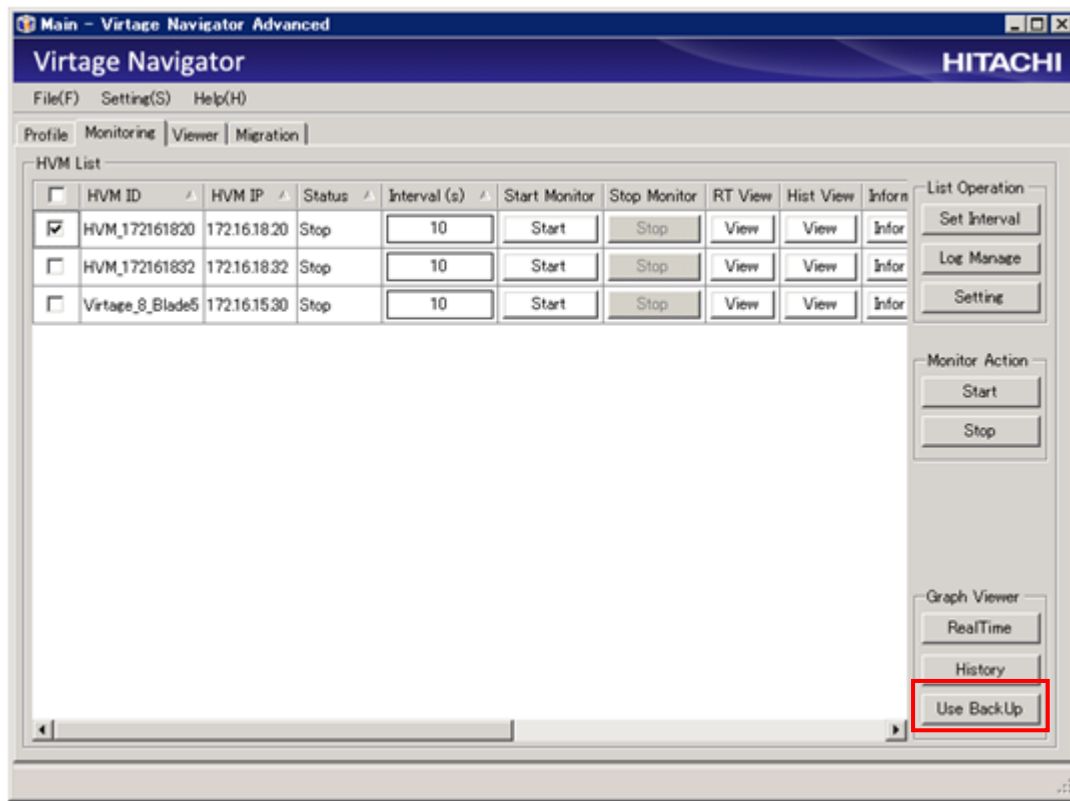 Main - Virtage Navigator Advanced
Virtage Navigator
HITACHI
File(F) Setting(S) Help(H)
Profile Monitoring Viewer Migration
HVM List
HVM ID HVM IP Status Interval (s) Start Monitor Stop Monitor RT View Hist View Inform
HVM_172161820 172.16.18.20 Stop 10 Start Stop View View Infor
HVM_172161832 172.16.18.32 Stop 10 Start Stop View View Infor
Virtage_8_Blade5 172.16.15.30 Stop 10 Start Stop View View Infor
List Operation
Set Interval
Log Manage
Setting
Monitor Action
Start
Stop
Graph Viewer
RealTime
History
Use BackUp